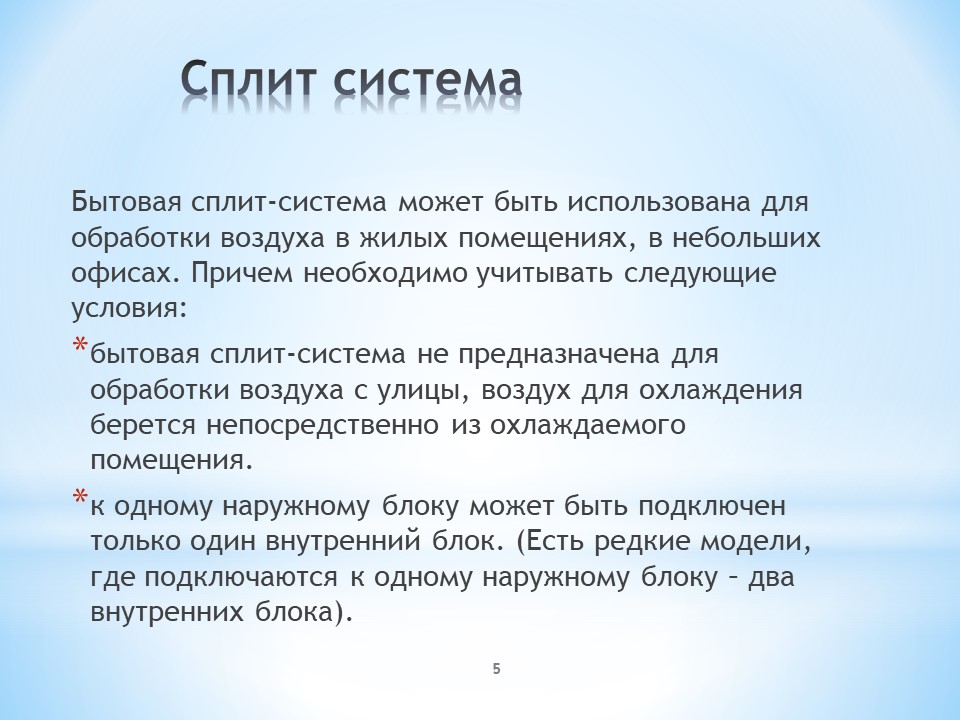 Сплит система
Бытовая сплит-система может быть использована для
обработки воздуха в жилых помещениях, в небольших
офисах. Причем необходимо учитывать следующие
условия:
* бытовая сплит-система не предназначена для
обработки воздуха с улицы, воздух для охлаждения
берется непосредственно из охлаждаемого
помещения.
* к одному наружному блоку может быть подключен
только один внутренний блок. (Есть редкие модели,
где подключаются к одному наружному блоку – два
внутренних блока).
5